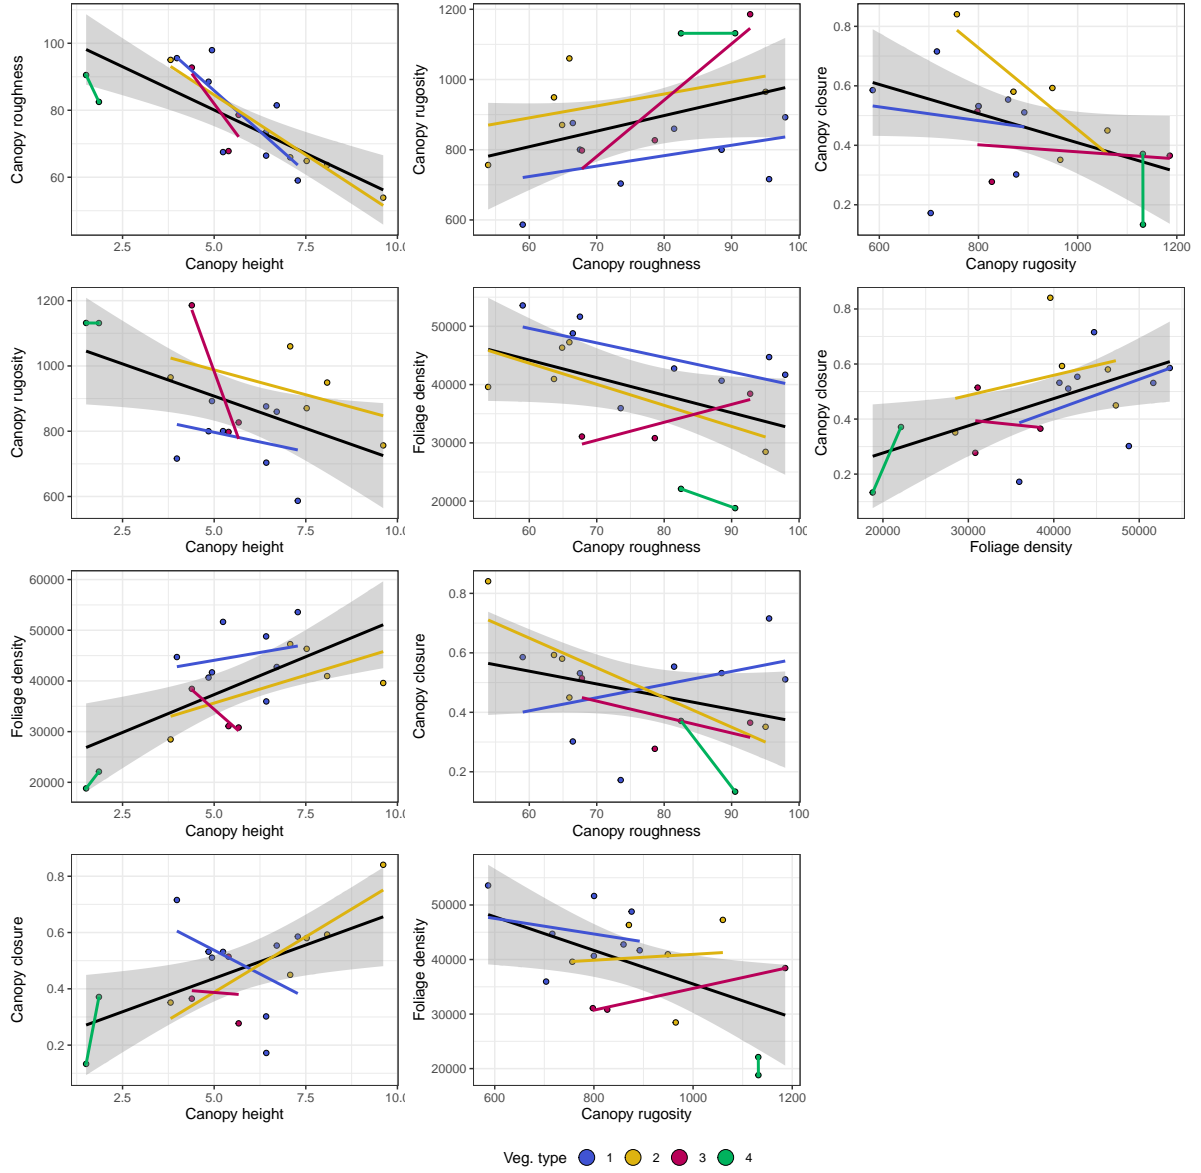 Canopy roughness
100
80
60
2.5 5.0 7.5 10.0
Canopy height
Canopy rugosity
1200
1000
800
600
60 70 80 90 100
Canopy roughness
Canopy closure
0.8
0.6
0.4
0.2
600 800 1000 1200
Canopy rugosity
Canopy rugosity
1200
1000
800
600
2.5 5.0 7.5 10.0
Canopy height
Foliage density
50000
40000
30000
20000
60 70 80 90 100
Canopy roughness
Canopy closure
0.8
0.6
0.4
0.2
20000 30000 40000 50000
Foliage density
Foliage density
60000
50000
40000
30000
20000
2.5 5.0 7.5 10.0
Canopy height
Canopy closure
0.8
0.6
0.4
0.2
60 70 80 90 100
Canopy roughness
Canopy closure
0.8
0.6
0.4
0.2
2.5 5.0 7.5 10.0
Canopy height
Foliage density
50000
40000
30000
20000
600 800 1000 1200
Canopy rugosity
Veg. type 1 2 3 4